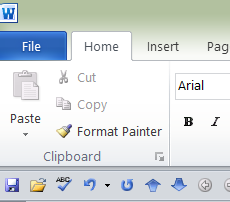 W
File Home Insert Pag
Cut
Copy
Paste
Format Painter
Clipboard
Arial
B I
ABC